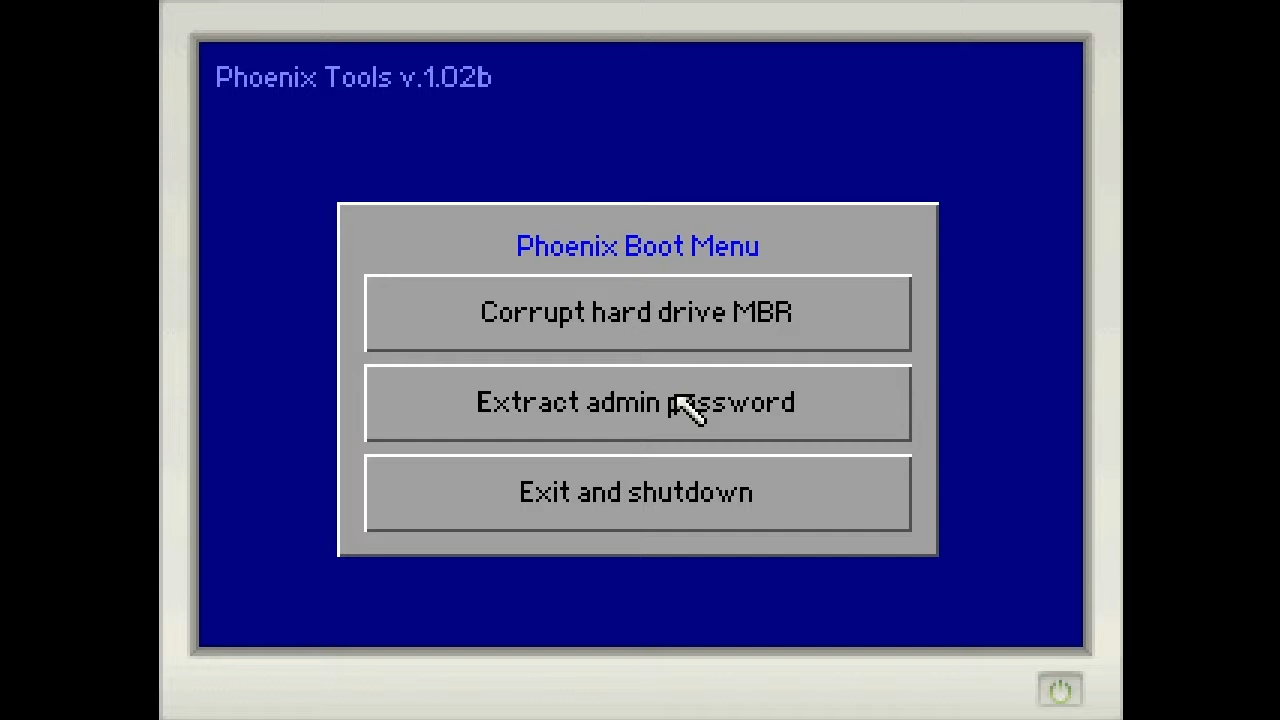 Phoenix Tools v.1.02b
Phoenix Boot Menu
Corrupt hard drive MBR
Extract admin password
Exit and shutdown